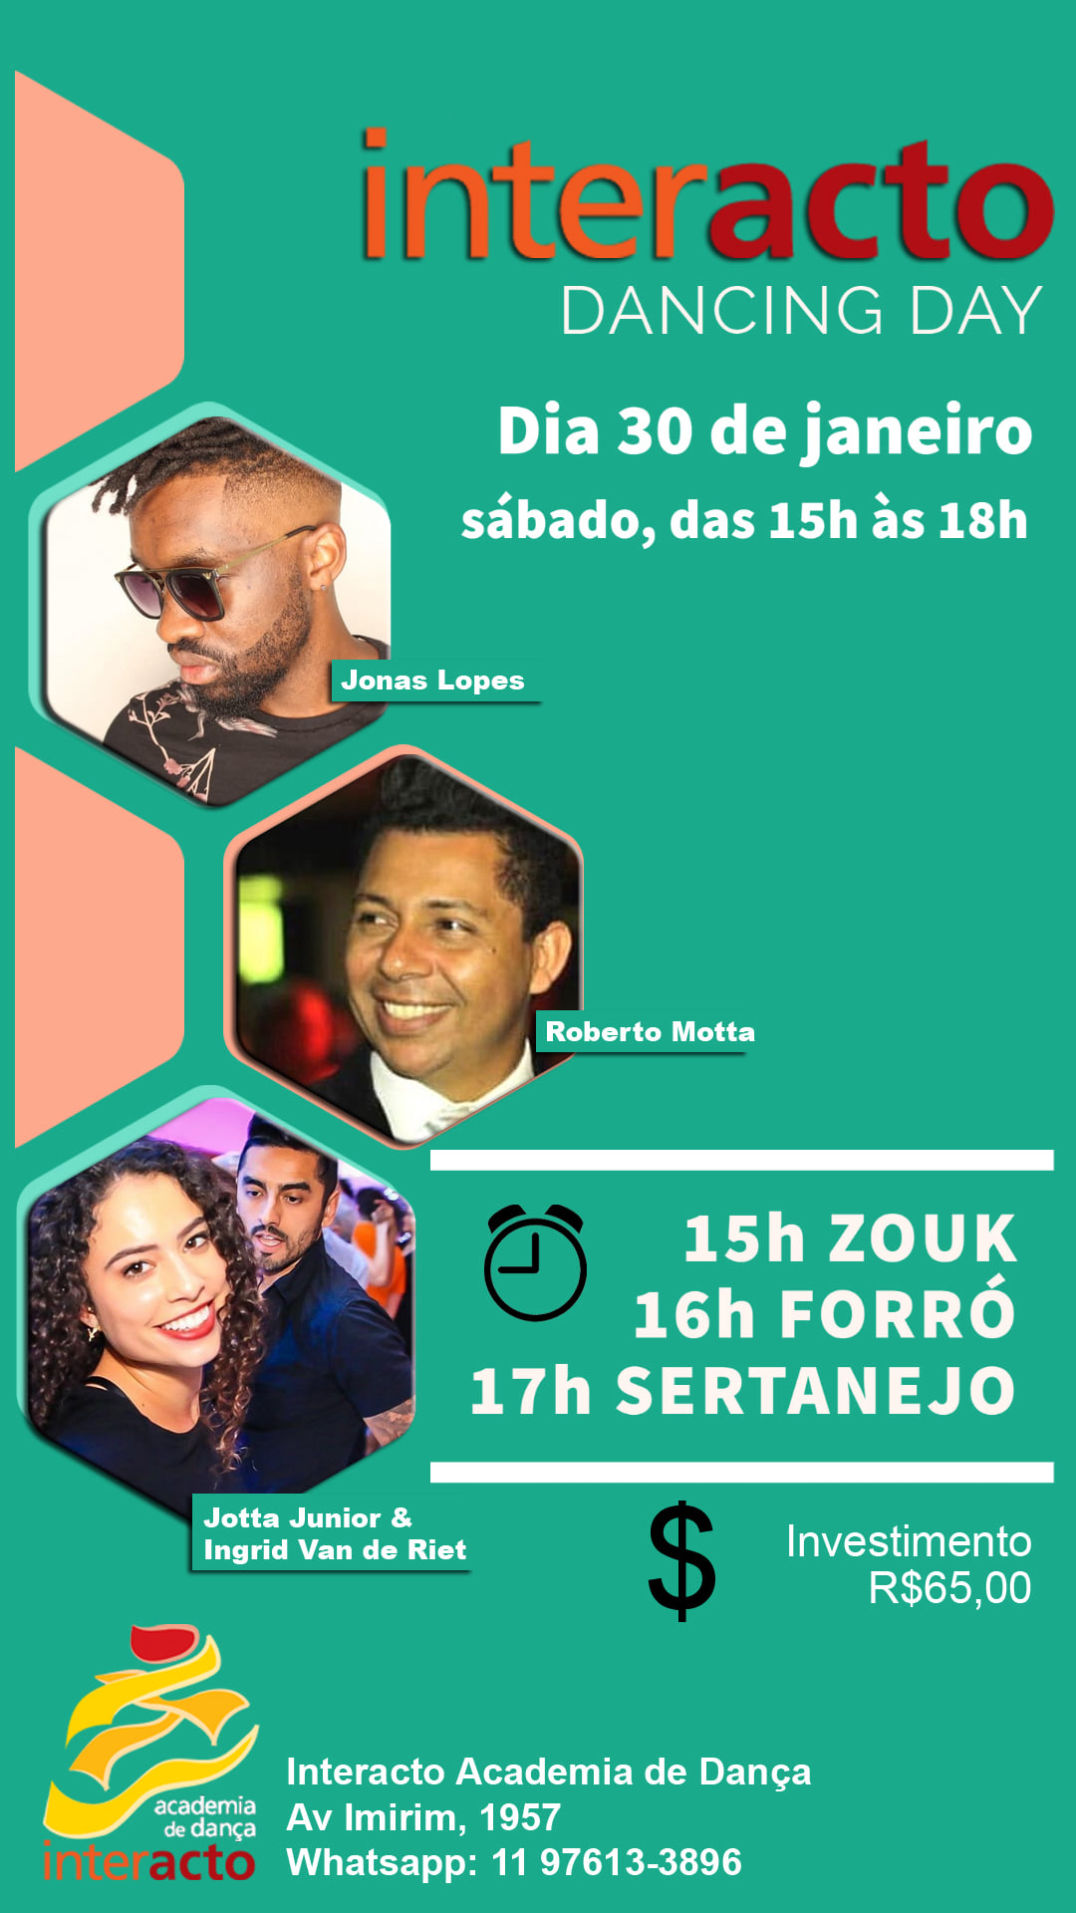 interacto
DANCING DAY
Dia 30 de janeiro
sábado, das 15h às 18h
Jonas Lopes
Roberto Motta
15h ZOUK
16h FORRÓ
17h SERTANEJO
Jotta Junior &
Ingrid Van de Riet
$
Investimento
R$65,00
academia
de dança
interacto
Interacto Academia de Dança
Av Imirim, 1957
Whatsapp: 11 97613-3896